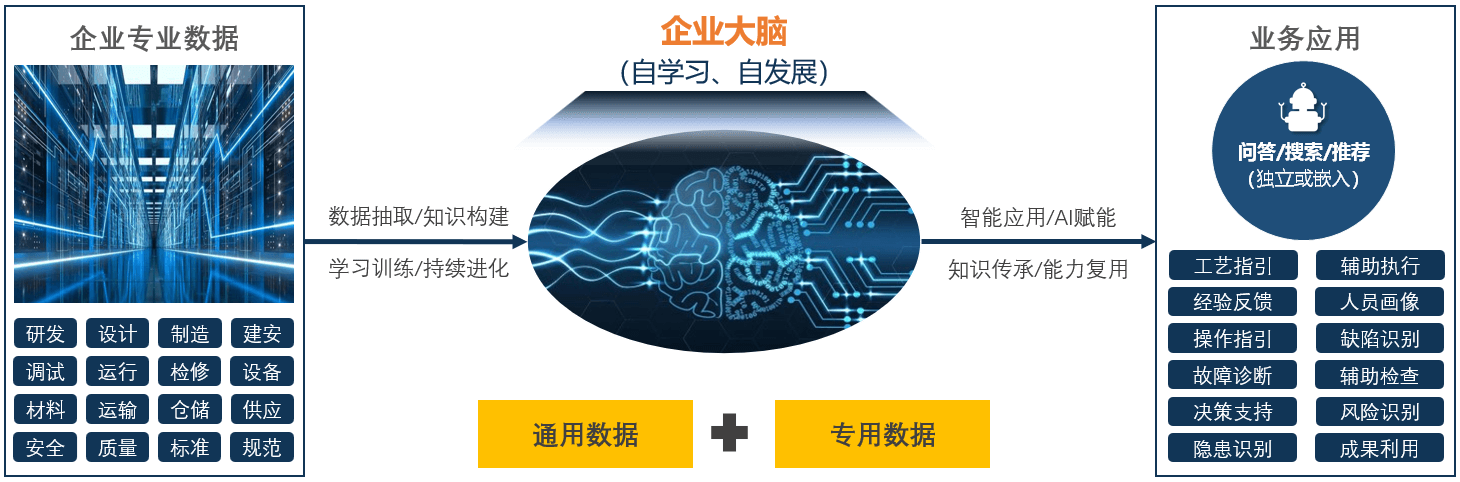 企业专业数据
研发 设计 制造 建安
调试 运行 检修 设备
材料 运输 仓储 供应
安全 质量 标准 规范
数据抽取/知识构建
学习训练/持续进化
企业大脑
（自学习、自发展）
通用数据 + 专用数据
智能应用/AI赋能
知识传承/能力复用
业务应用
问答/搜索/推荐
（独立或嵌入）
工艺指引 辅助执行
经验反馈 人员画像
操作指引 缺陷识别
故障诊断 辅助检查
决策支持 风险识别
隐患识别 成果利用